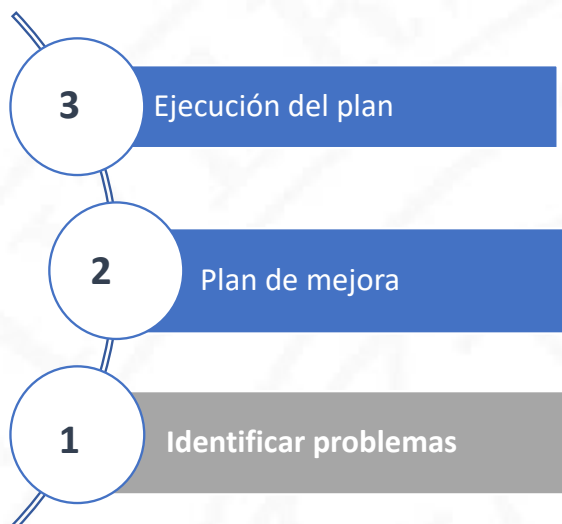 3
Ejecución del plan
2
Plan de mejora
1
Identificar problemas